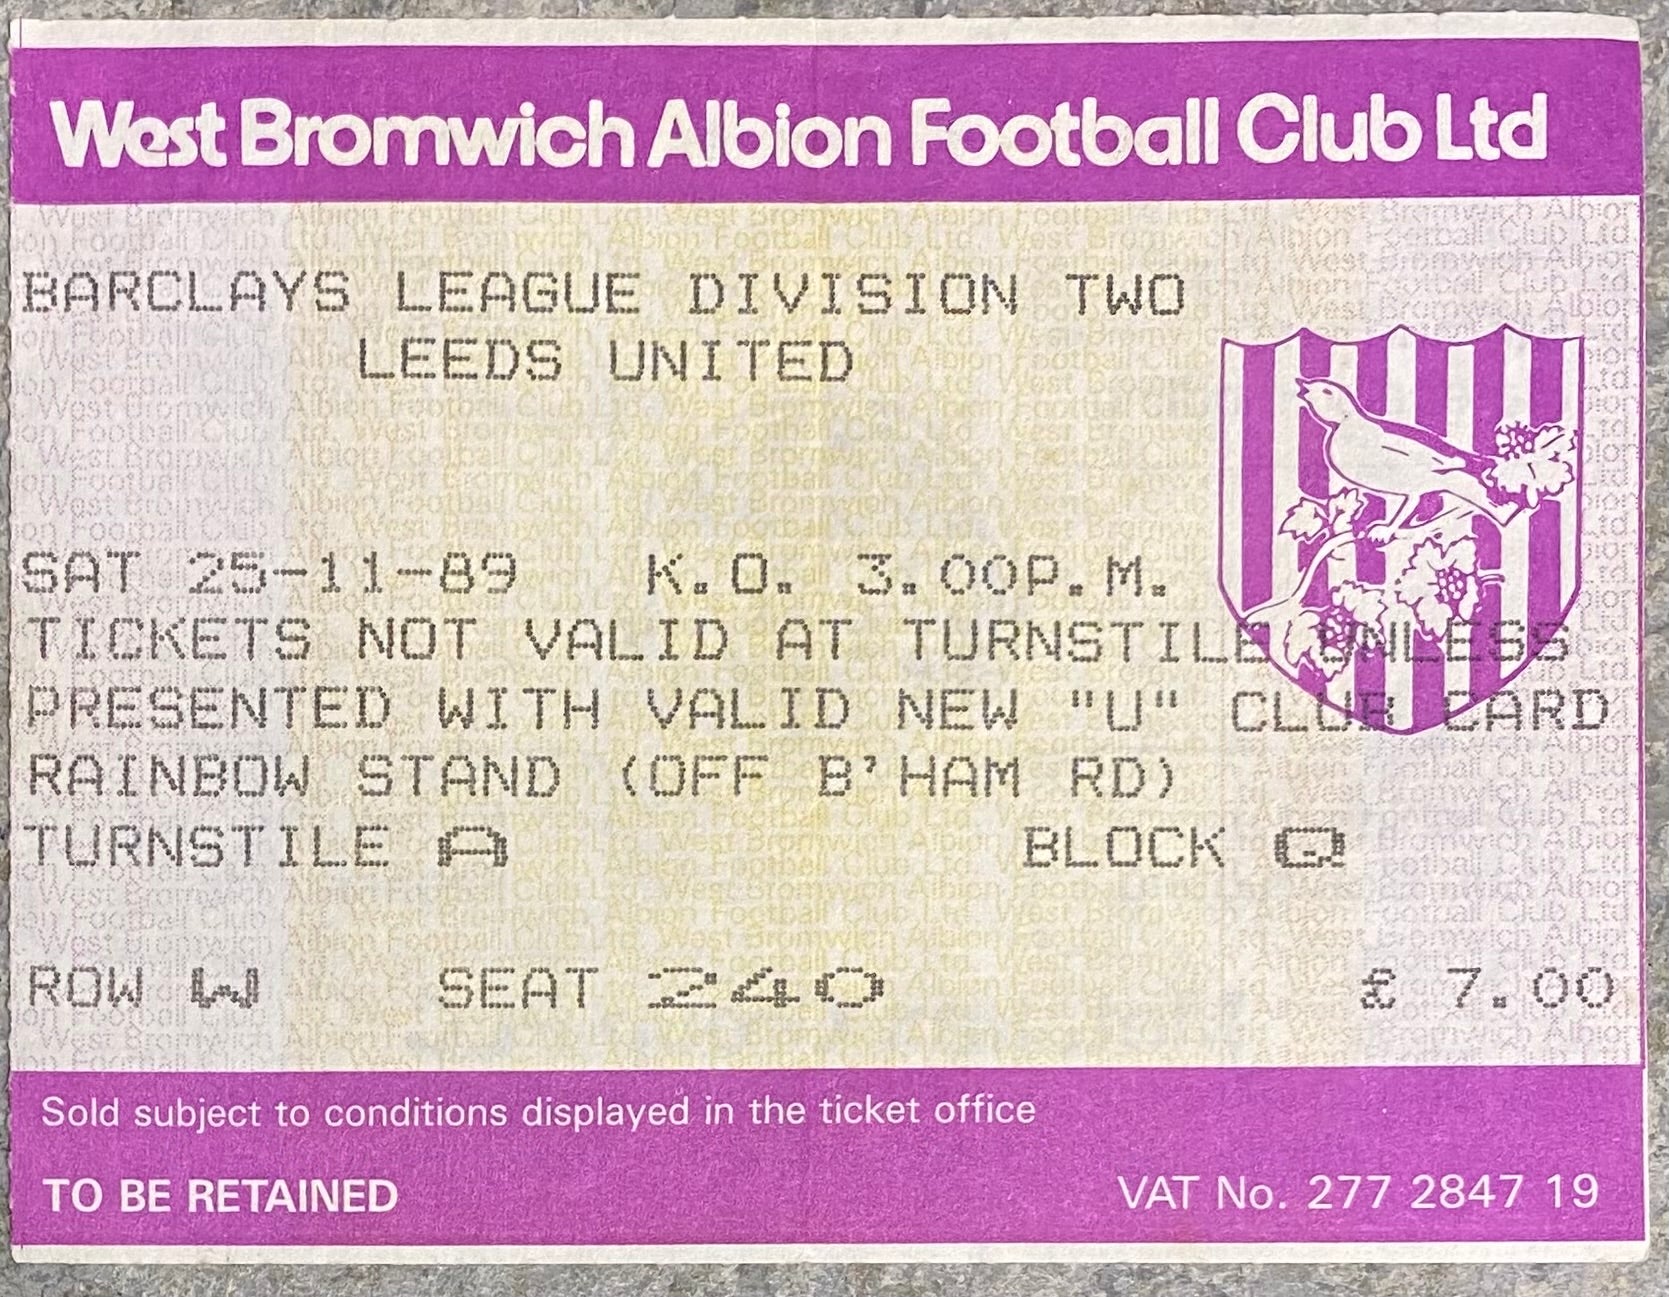 West Bromwich Albion Football Club Ltd
BARCLAYS LEAGUE DIVISION TWO
LEEDS UNITED
SAT 25-11-89 K.O. 3.00P.M.
TICKETS NOT VALID AT TURNSTILE UNLESS
PRESENTED WITH VALID NEW "U" CLUB CARD
RAINBOW STAND (OFF B'HAM RD)
TURNSTILE A BLOCK Q
ROW W SEAT 240 £ 7.00
Sold subject to conditions displayed in the ticket office
TO BE RETAINED VAT No. 277 2847 19